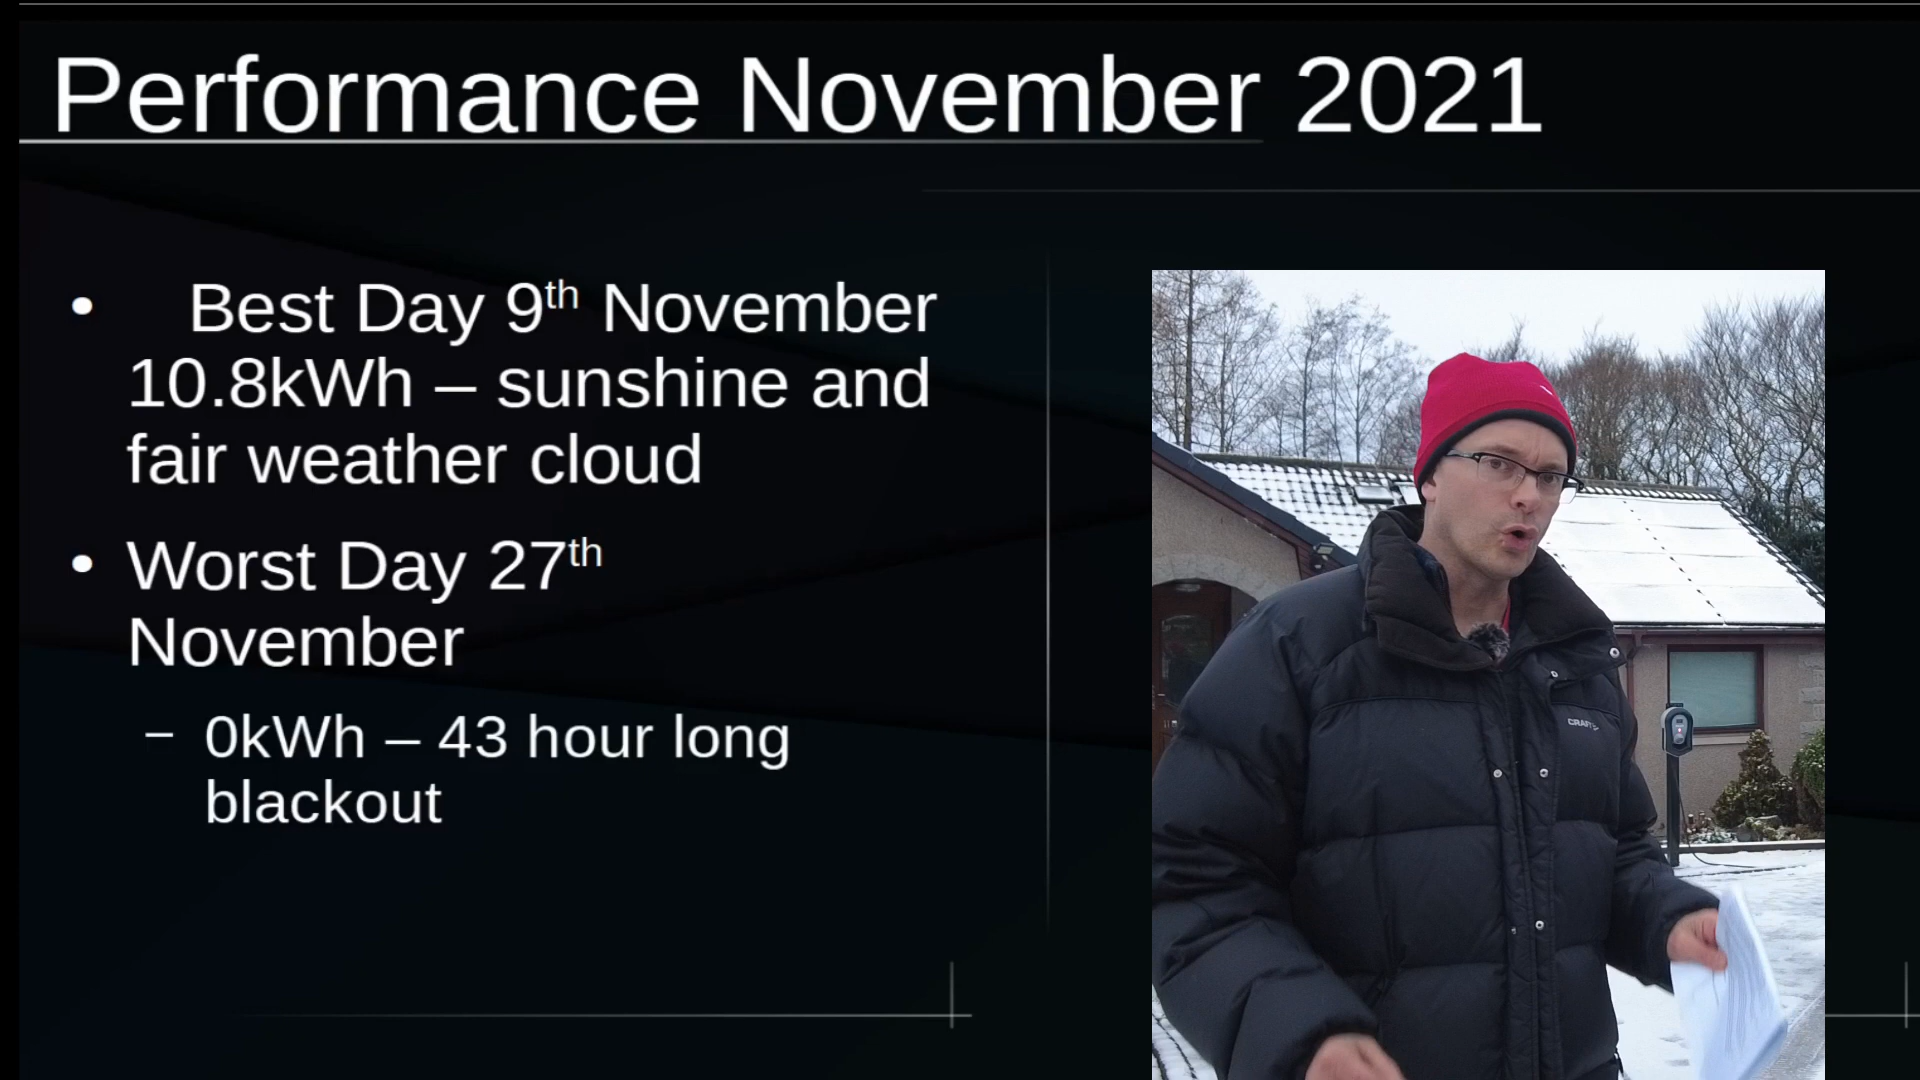 Performance November 2021
• Best Day 9th November
10.8kWh – sunshine and
fair weather cloud
• Worst Day 27th
November
– 0kWh – 43 hour long
blackout
CRAFT